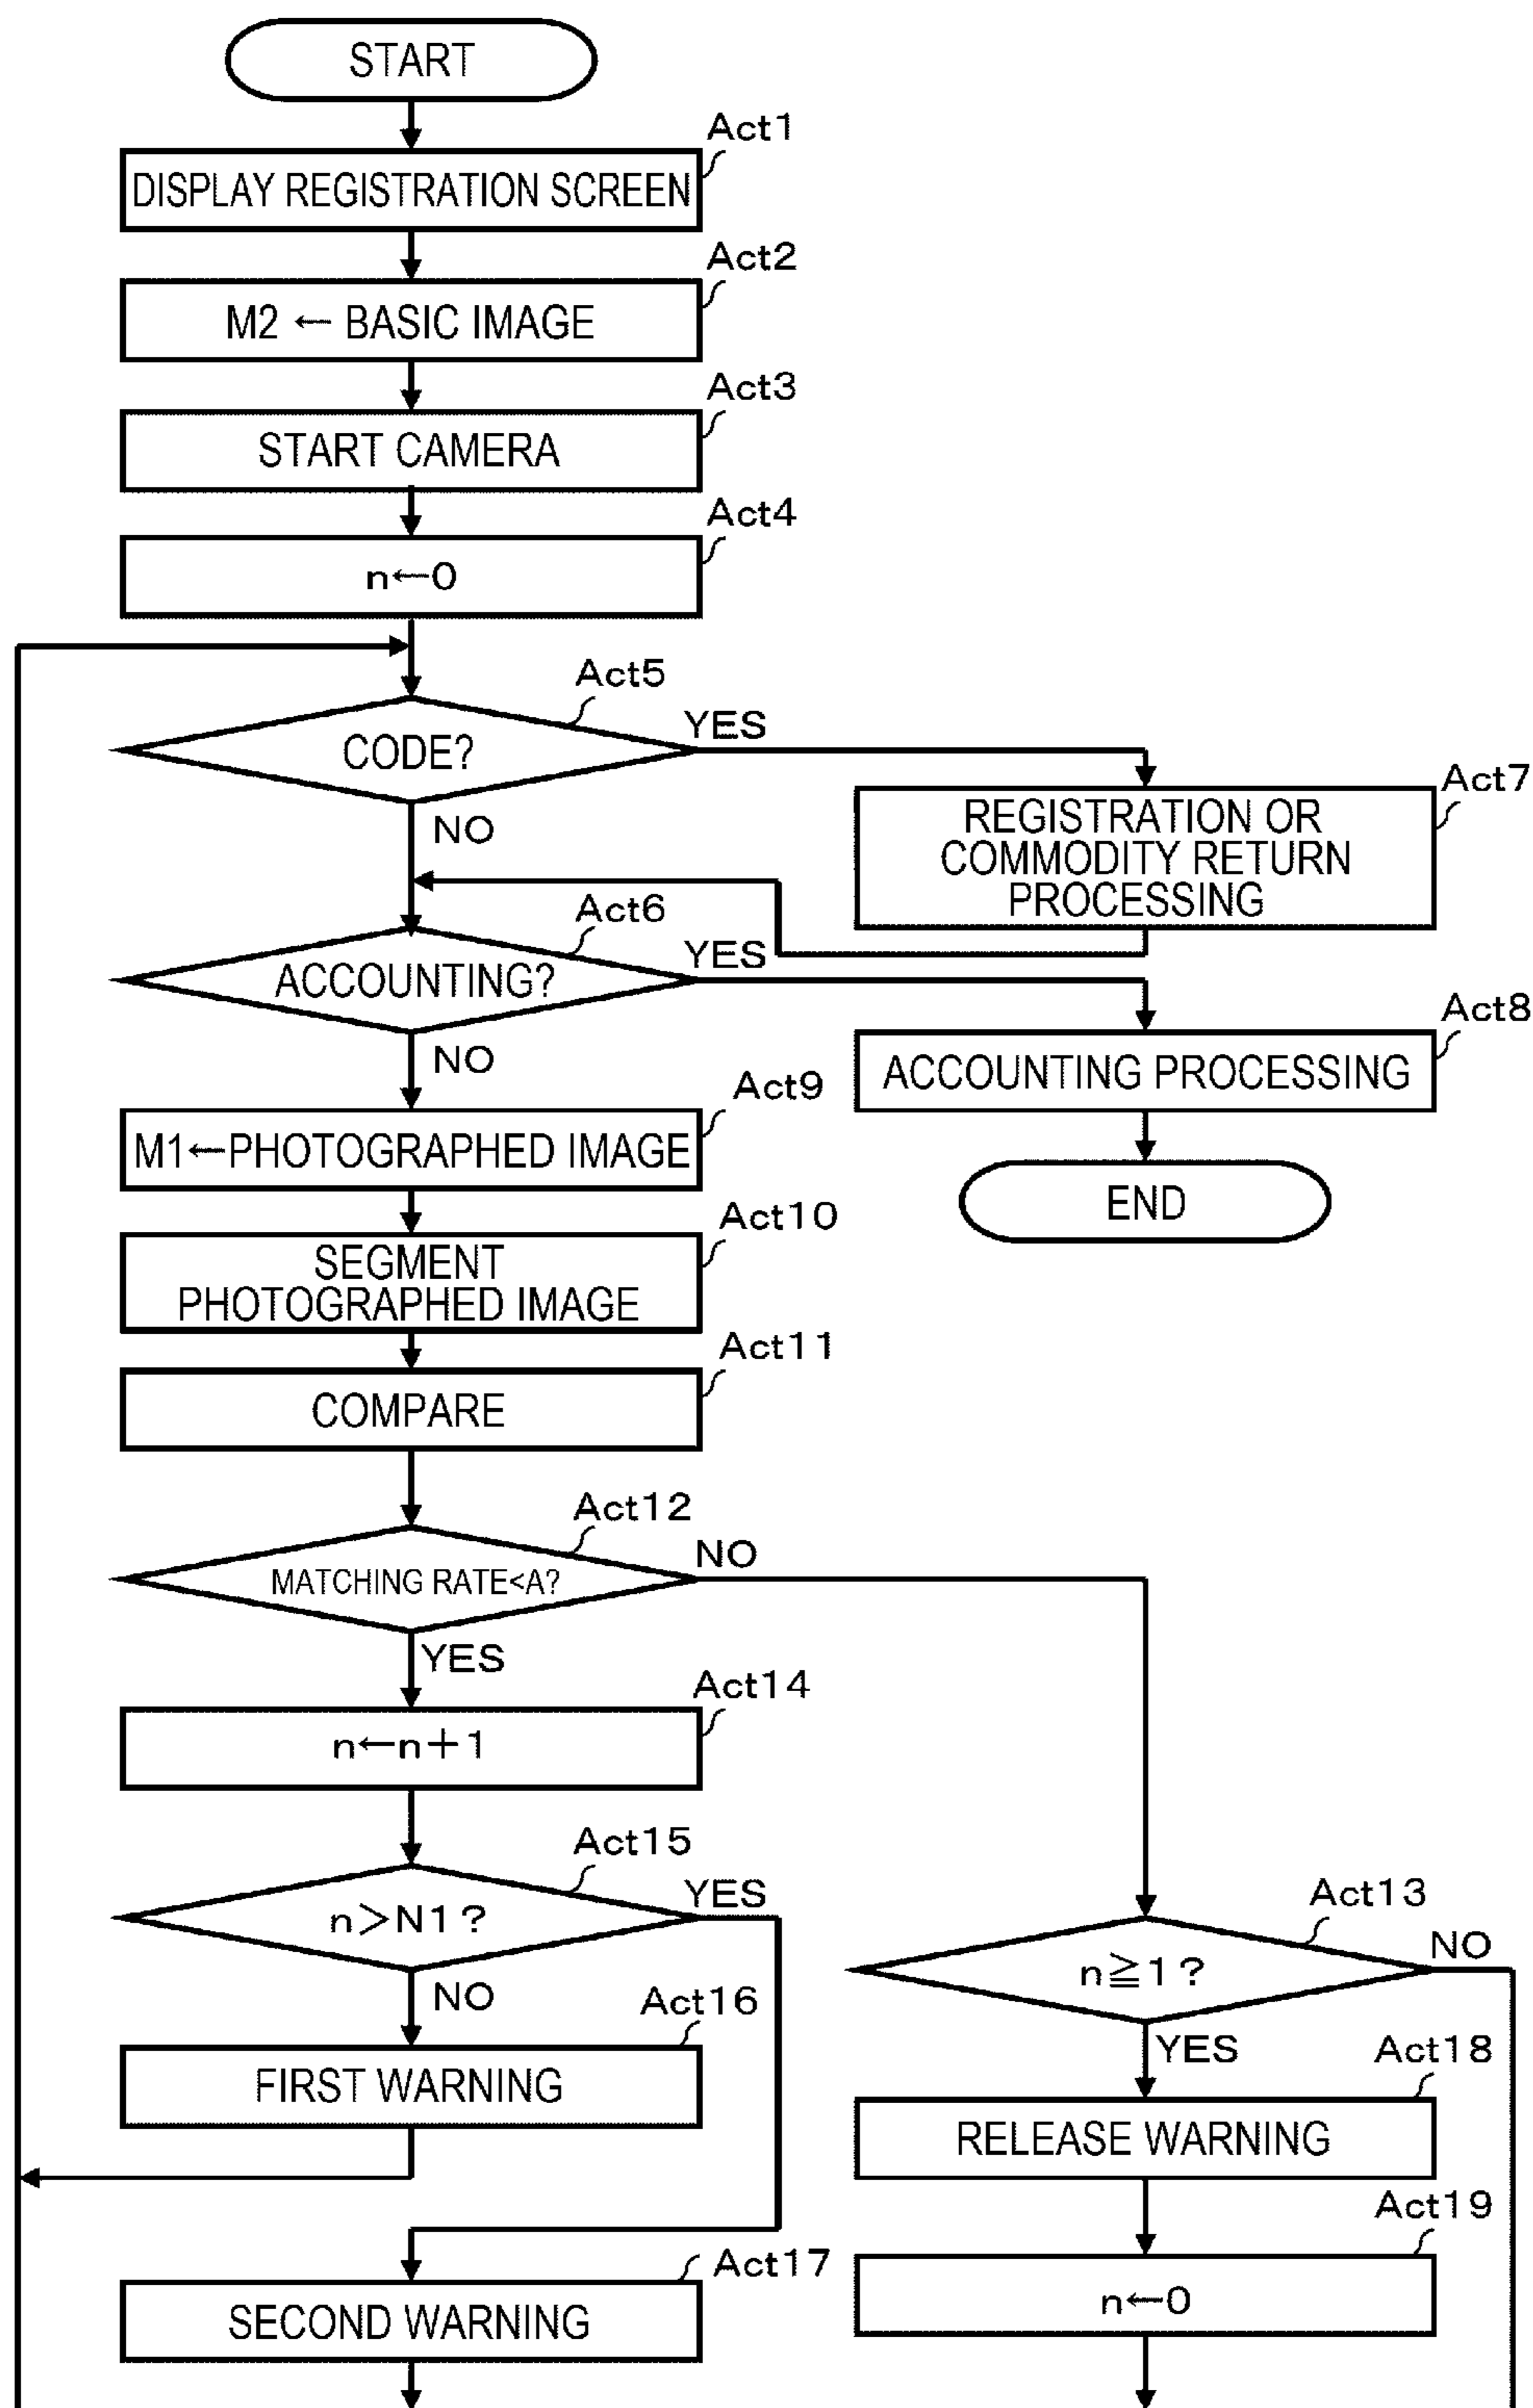 START
Act1
DISPLAY REGISTRATION SCREEN
Act2
M2 ← BASIC IMAGE
Act3
START CAMERA
Act4
n←0
Act5
CODE?
YES
NO
Act7
REGISTRATION OR
COMMODITY RETURN
PROCESSING
Act6
ACCOUNTING?
YES
NO
Act8
ACCOUNTING PROCESSING
END
Act9
M1←PHOTOGRAPHED IMAGE
Act10
SEGMENT
PHOTOGRAPHED IMAGE
Act11
COMPARE
Act12
MATCHING RATE<A?
NO
YES
Act14
n←n+1
Act15
n>N1?
YES
NO
Act13
n≧1?
NO
YES
Act16
FIRST WARNING
Act18
RELEASE WARNING
Act17
SECOND WARNING
Act19
n←0